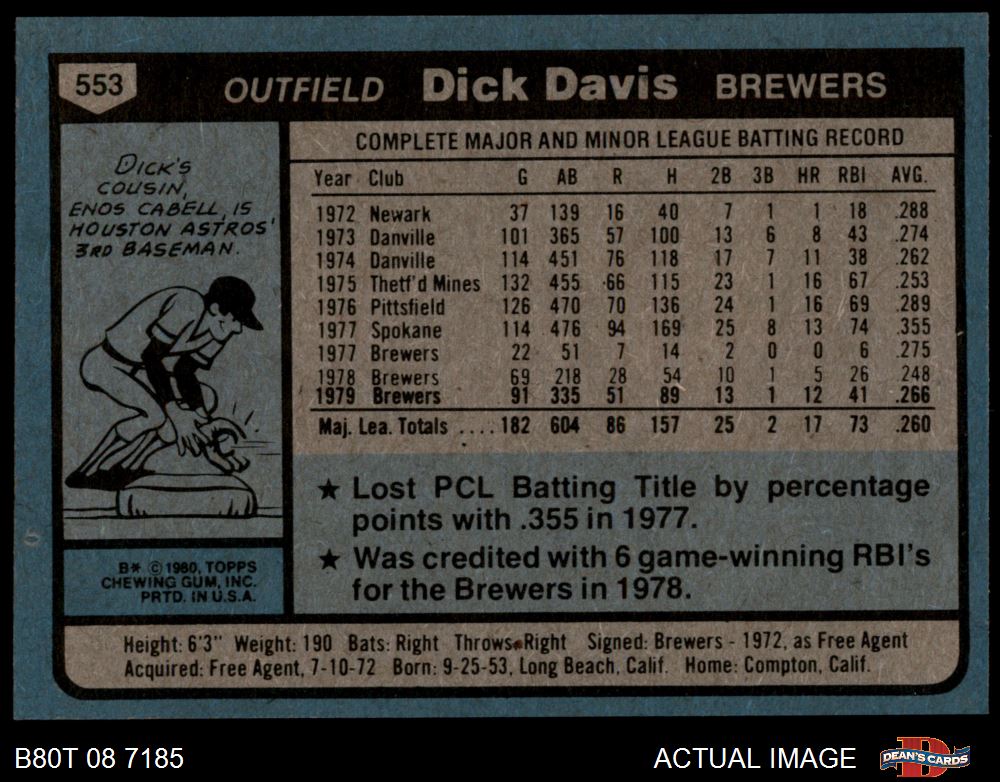 553 OUTFIELD Dick Davis BREWERS
DICK'S
COUSIN,
ENOS CABELL, IS
HOUSTON ASTROS'
3RD BASEMAN.
COMPLETE MAJOR AND MINOR LEAGUE BATTING RECORD
Year Club G AB R H 2B 3B HR RBI AVG.
1972 Newark 37 139 16 40 7 1 1 18 .288
1973 Danville 101 365 57 100 13 6 8 43 .274
1974 Danville 114 451 76 118 17 7 11 38 .262
1975 Thetf'd Mines 132 455 66 115 23 1 16 67 .253
1976 Pittsfield 126 470 70 136 24 1 16 69 .289
1977 Spokane 114 476 94 169 25 8 13 74 .355
1977 Brewers 22 51 7 14 2 0 0 6 .275
1978 Brewers 69 218 28 54 10 1 5 26 .248
1979 Brewers 91 335 51 89 13 1 12 41 .266
Maj. Lea. Totals .... 182 604 86 157 25 2 17 73 .260
★ Lost PCL Batting Title by percentage
points with .355 in 1977.
★ Was credited with 6 game-winning RBI's
for the Brewers in 1978.
B* © 1980, TOPPS
CHEWING GUM, INC.
PRTD. IN U.S.A.
Height: 6'3" Weight: 190 Bats: Right Throws: Right Signed: Brewers - 1972, as Free Agent
Acquired: Free Agent, 7-10-72 Born: 9-25-53, Long Beach, Calif. Home: Compton, Calif.
B80T 08 7185 ACTUAL IMAGE DEAN'S CARDS